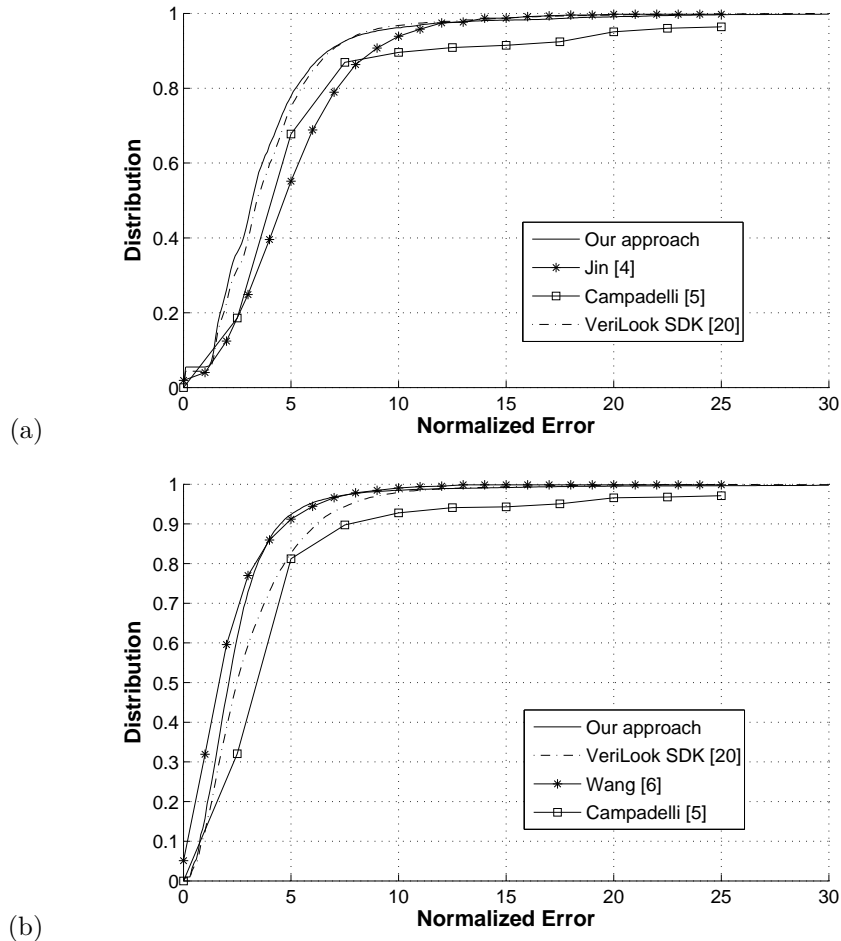 1
0.8
0.6
0.4
0.2
0
Distribution
Our approach
Jin [4]
Campadelli [5]
VeriLook SDK [20]
0 5 10 15 20 25 30
Normalized Error
(a)
1
0.9
0.8
0.7
0.6
0.5
0.4
0.3
0.2
0.1
0
Distribution
Our approach
VeriLook SDK [20]
Wang [6]
Campadelli [5]
0 5 10 15 20 25 30
Normalized Error
(b)